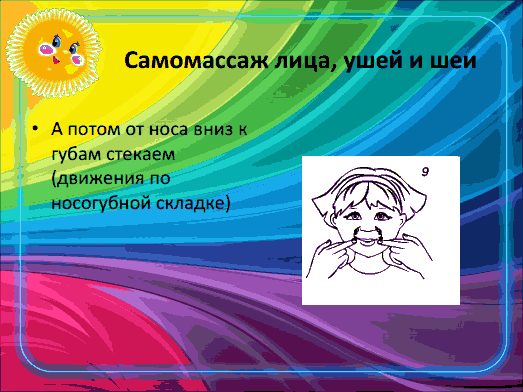 Самомассаж лица, ушей и шеи
• А потом от носа вниз к
губам стекаем
(движения по
носогубной складке)
9